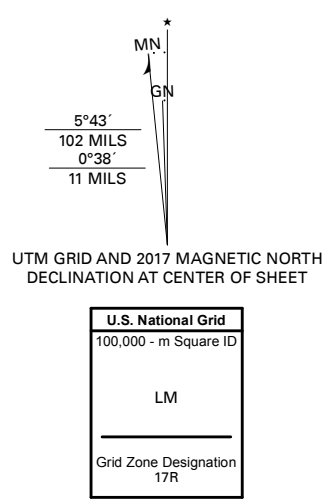 ★
MN
GN
5°43´
102 MILS
0°38´
11 MILS
UTM GRID AND 2017 MAGNETIC NORTH
DECLINATION AT CENTER OF SHEET
U.S. National Grid
100,000 - m Square ID
LM
Grid Zone Designation
17R